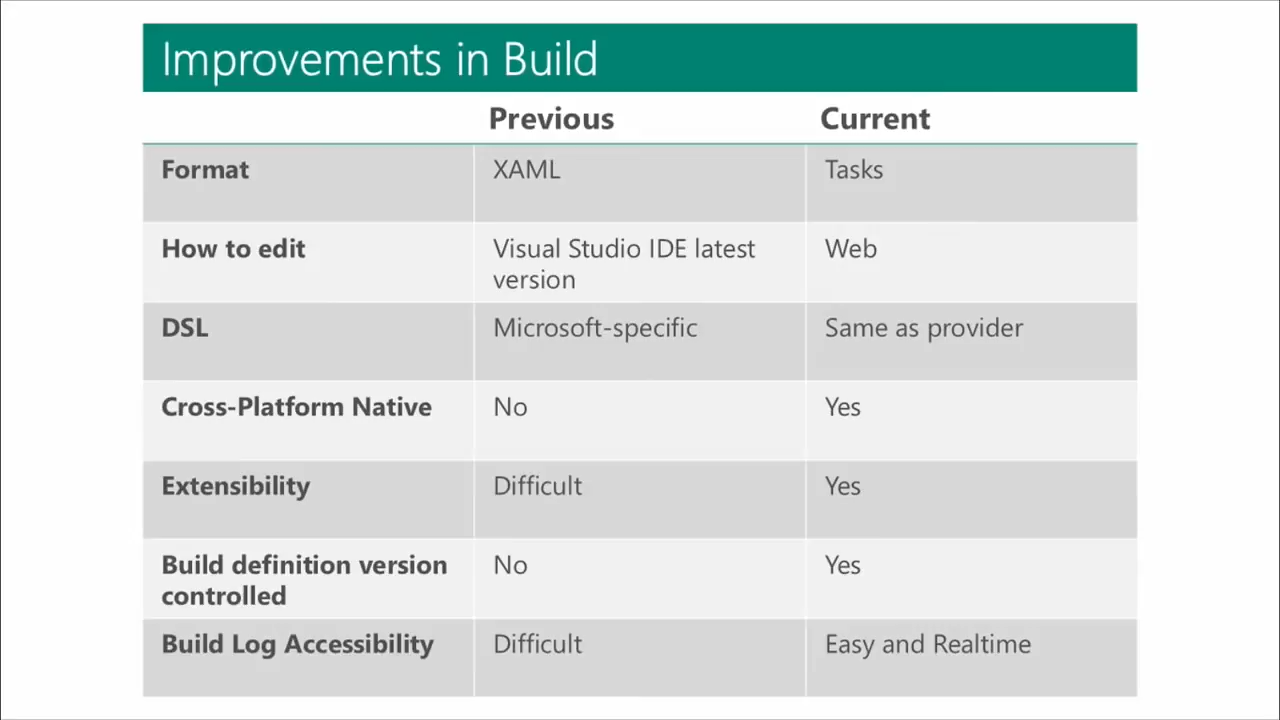 Improvements in Build
Previous Current
Format XAML Tasks
How to edit Visual Studio IDE latest Web
version
DSL Microsoft-specific Same as provider
Cross-Platform Native No Yes
Extensibility Difficult Yes
Build definition version No Yes
controlled
Build Log Accessibility Difficult Easy and Realtime